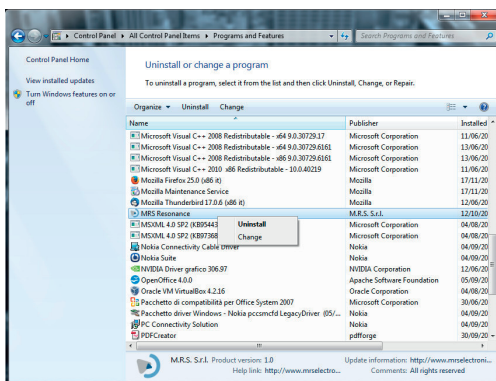 Control Panel ▸ All Control Panel Items ▸ Programs and Features
Search Programs and Features
Control Panel Home
View installed updates
Turn Windows features on or
off
Uninstall or change a program
To uninstall a program, select it from the list and then click Uninstall, Change, or Repair.
Organize Uninstall Change
Name Publisher Installed
Microsoft Visual C++ 2008 Redistributable - x64 9.0.30729.17 Microsoft Corporation 11/06/20
Microsoft Visual C++ 2008 Redistributable - x64 9.0.30729.6161 Microsoft Corporation 13/06/20
Microsoft Visual C++ 2008 Redistributable - x86 9.0.30729.6161 Microsoft Corporation 13/06/20
Microsoft Visual C++ 2010 x86 Redistributable - 10.0.40219 Microsoft Corporation 11/06/20
Mozilla Firefox 25.0 (x86 it) Mozilla 17/11/20
Mozilla Maintenance Service Mozilla 17/11/20
Mozilla Thunderbird 17.0.6 (x86 it) Mozilla 12/06/20
MRS Resonance M.R.S. S.r.l. 12/10/20
MSXML 4.0 SP2 (KB95443 Microsoft Corporation 04/08/20
MSXML 4.0 SP2 (KB97368 Microsoft Corporation 04/08/20
Uninstall
Change
Nokia Connectivity Cable Driver Nokia 04/09/20
Nokia Suite Nokia 04/09/20
NVIDIA Driver grafico 306.97 NVIDIA Corporation 12/06/20
OpenOffice 4.0.0 Apache Software Foundation 05/09/20
Oracle VM VirtualBox 4.2.16 Oracle Corporation 04/08/20
Pacchetto di compatibilità per Office System 2007 Microsoft Corporation 30/06/20
Pacchetto driver Windows - Nokia pccsmcfd LegacyDriver (05/... Nokia 04/09/20
PC Connectivity Solution Nokia 04/09/20
PDFCreator pdfforge 30/09/20
M.R.S. S.r.l. Product version: 1.0 Update information: http://www.mrselectroni...
Help link: http://www.mrselectro... Comments: All rights reserved